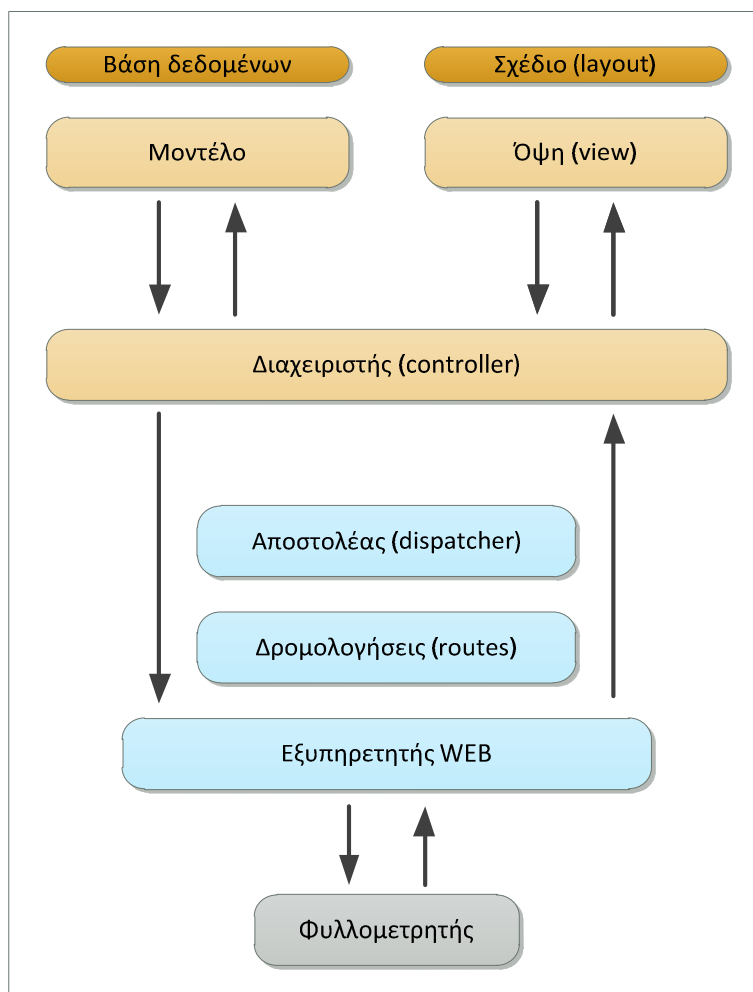 Βάση δεδομένων
Σχέδιο (layout)
Μοντέλο
Όψη (view)
Διαχειριστής (controller)
Αποστολέας (dispatcher)
Δρομολογήσεις (routes)
Εξυπηρετητής WEB
Φυλλομετρητής